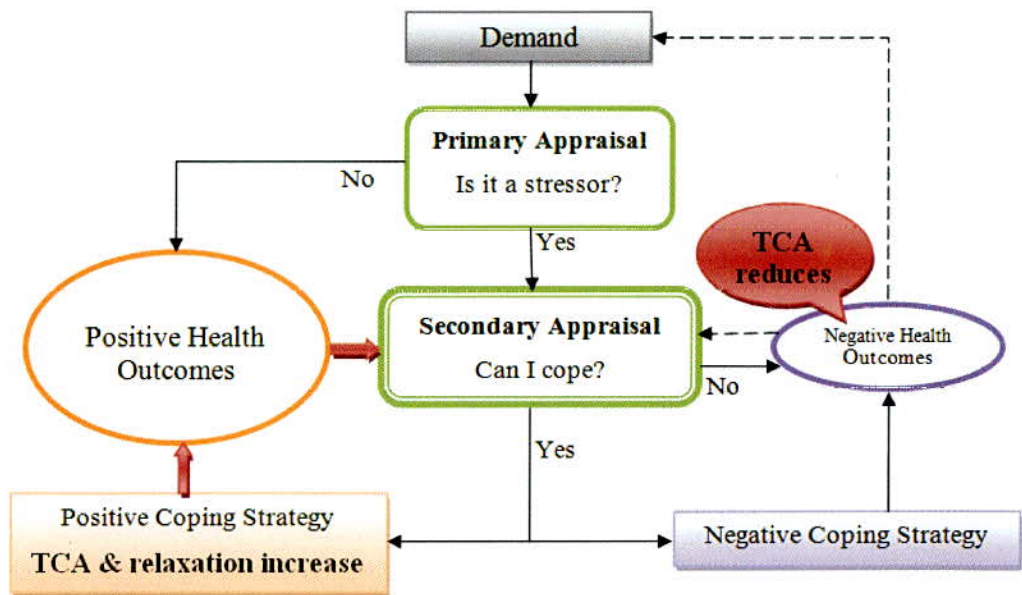 Demand
Primary Appraisal
Is it a stressor?
No
Yes
TCA
reduces
Positive Health
Outcomes
Secondary Appraisal
Can I cope?
Negative Health
Outcomes
No
Yes
Positive Coping Strategy
TCA & relaxation increase
Negative Coping Strategy